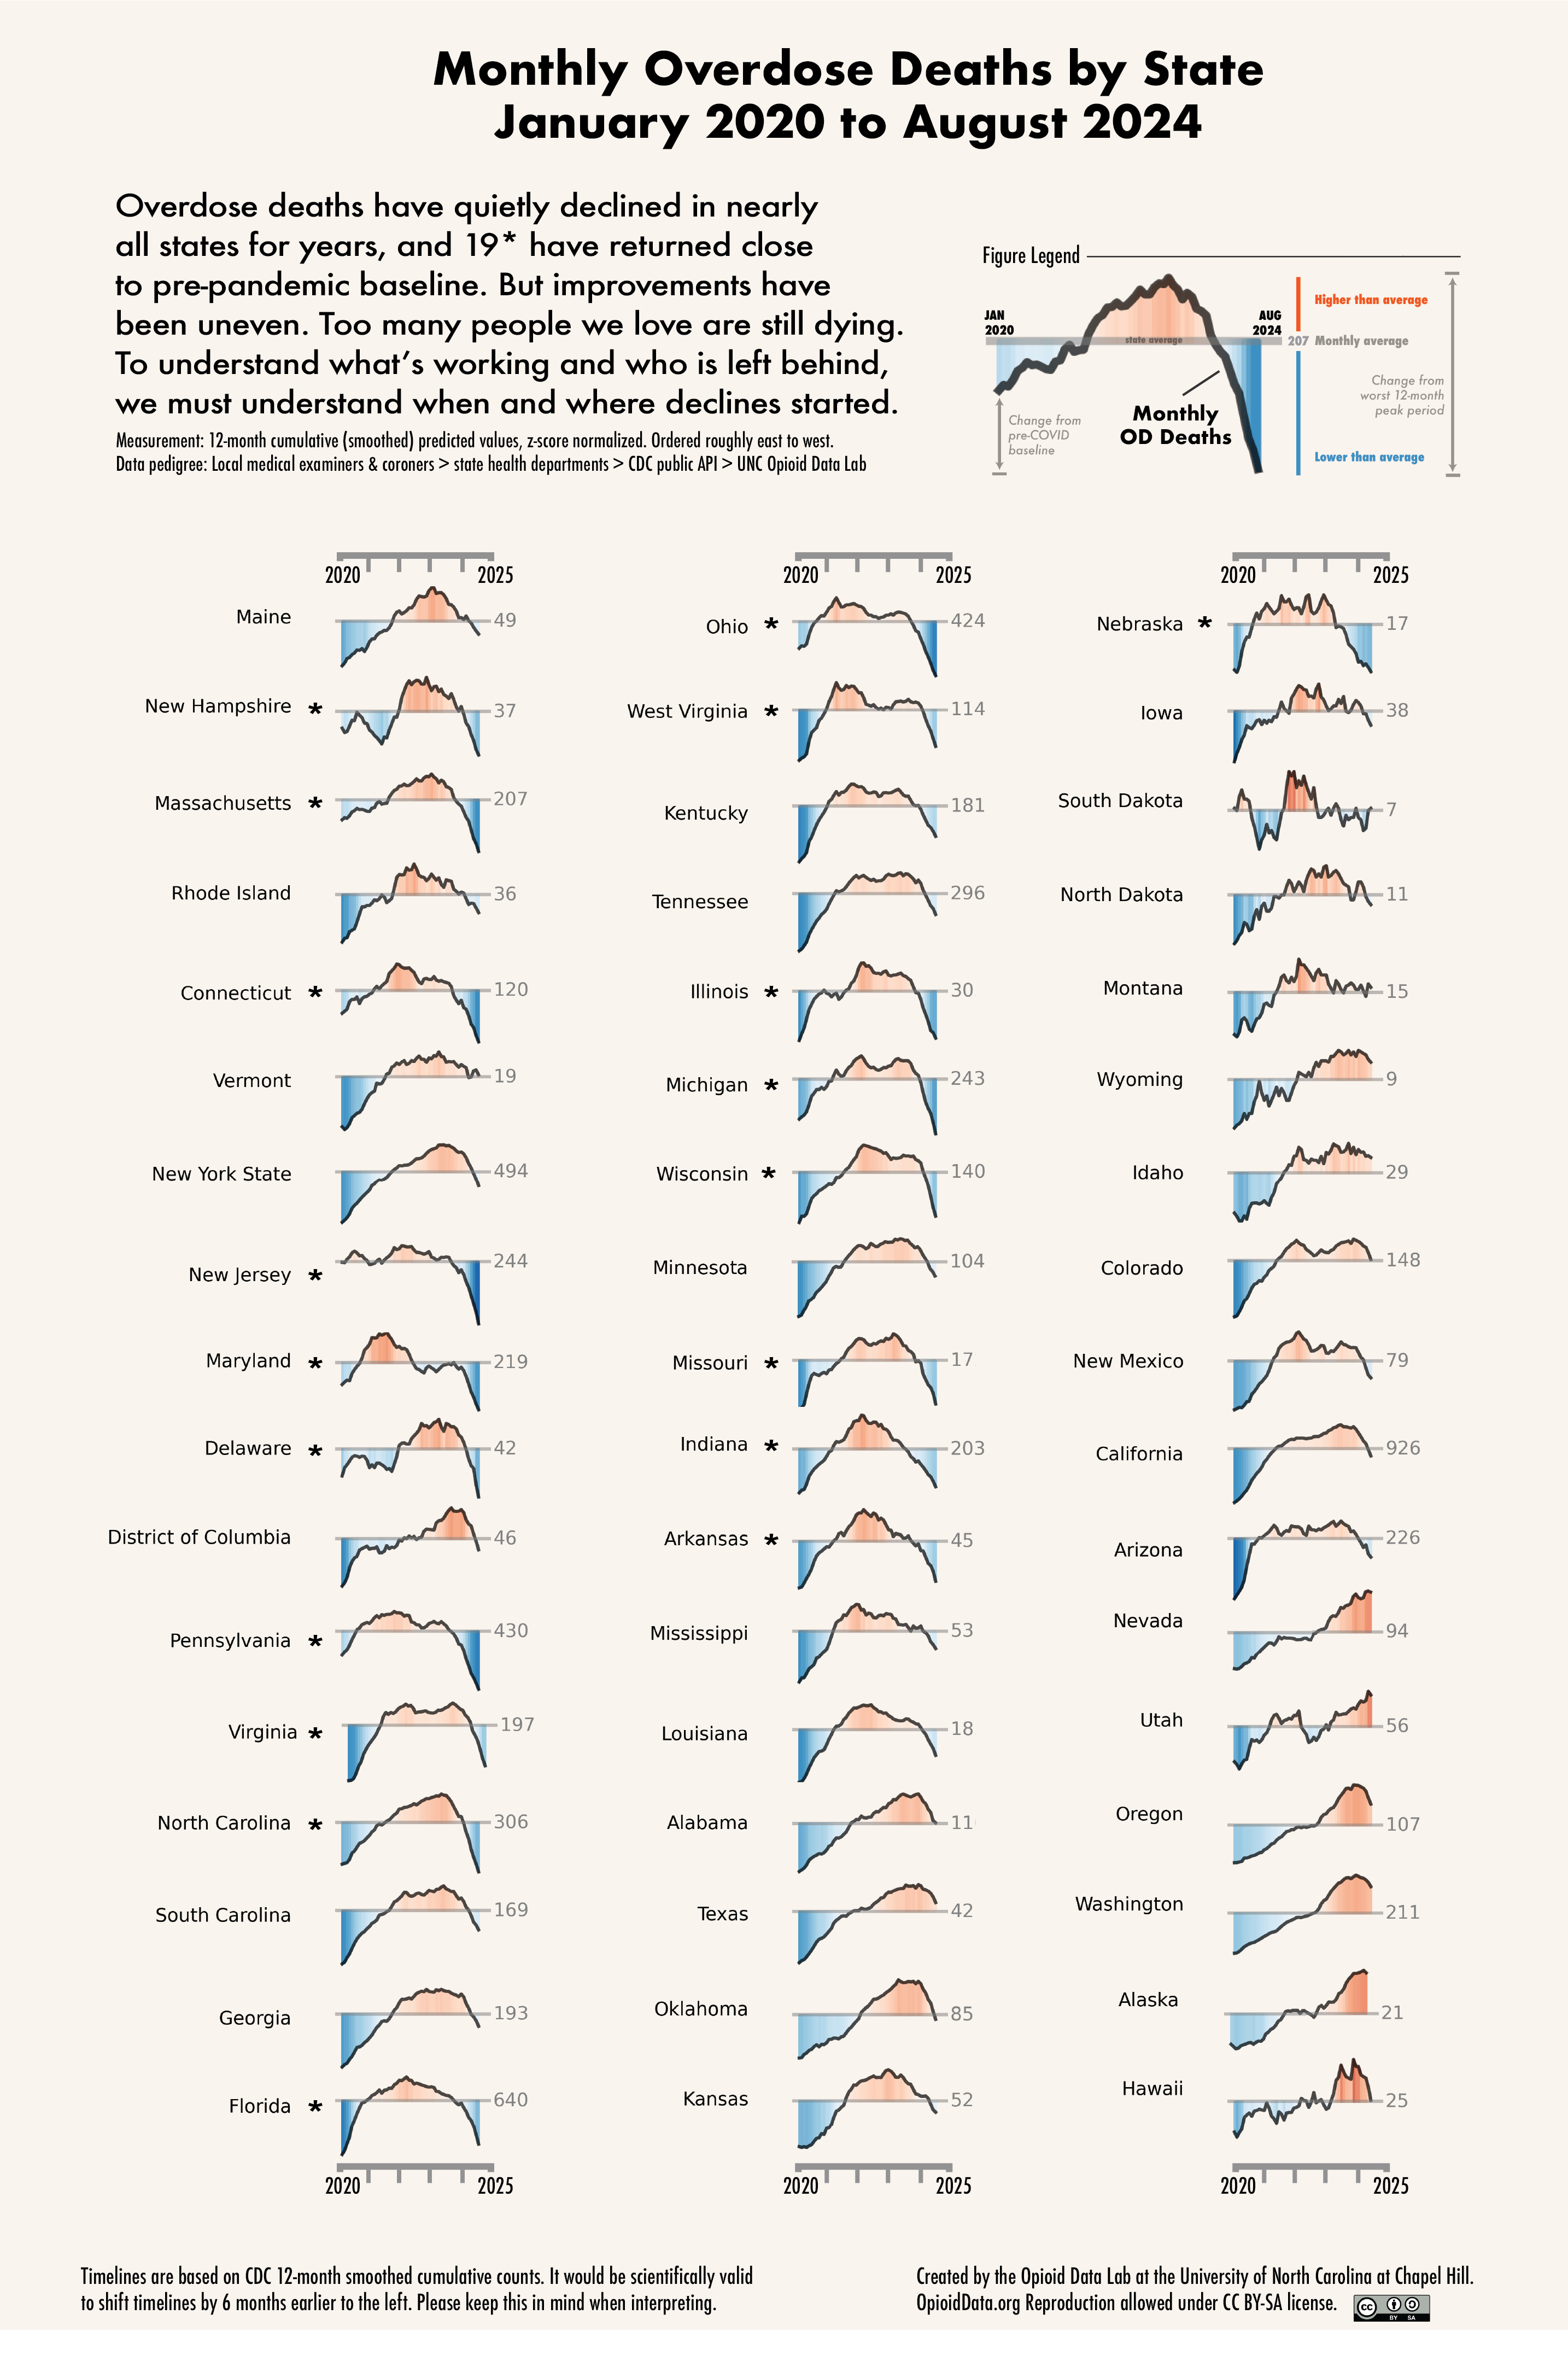 Monthly Overdose Deaths by State
January 2020 to August 2024
Overdose deaths have quietly declined in nearly
all states for years, and 19* have returned close
to pre-pandemic baseline. But improvements have
been uneven. Too many people we love are still dying.
To understand what's working and who is left behind,
we must understand when and where declines started.
Measurement: 12-month cumulative (smoothed) predicted values, z-score normalized. Ordered roughly east to west.
Data pedigree: Local medical examiners & coroners > state health departments > CDC public API > UNC Opioid Data Lab
Figure Legend
JAN
2020
AUG
2024
state average
207 Monthly average
Higher than average
Lower than average
Change from
pre-COVID
baseline
Monthly
OD Deaths
Change from
worst 12-month
peak period
2020 2025
Maine 49
New Hampshire * 37
Massachusetts * 207
Rhode Island 36
Connecticut * 120
Vermont 19
New York State 494
New Jersey * 244
Maryland * 219
Delaware * 42
District of Columbia 46
Pennsylvania * 430
Virginia * 197
North Carolina * 306
South Carolina 169
Georgia 193
Florida * 640
2020 2025
2020 2025
Ohio * 424
West Virginia * 114
Kentucky 181
Tennessee 296
Illinois * 30
Michigan * 243
Wisconsin * 140
Minnesota 104
Missouri * 17
Indiana * 203
Arkansas * 45
Mississippi 53
Louisiana 18
Alabama 11
Texas 42
Oklahoma 85
Kansas 52
2020 2025
2020 2025
Nebraska * 17
Iowa 38
South Dakota 7
North Dakota 11
Montana 15
Wyoming 9
Idaho 29
Colorado 148
New Mexico 79
California 926
Arizona 226
Nevada 94
Utah 56
Oregon 107
Washington 211
Alaska 21
Hawaii 25
2020 2025
Timelines are based on CDC 12-month smoothed cumulative counts. It would be scientifically valid
to shift timelines by 6 months earlier to the left. Please keep this in mind when interpreting.
Created by the Opioid Data Lab at the University of North Carolina at Chapel Hill.
OpioidData.org Reproduction allowed under CC BY-SA license.
cc BY SA